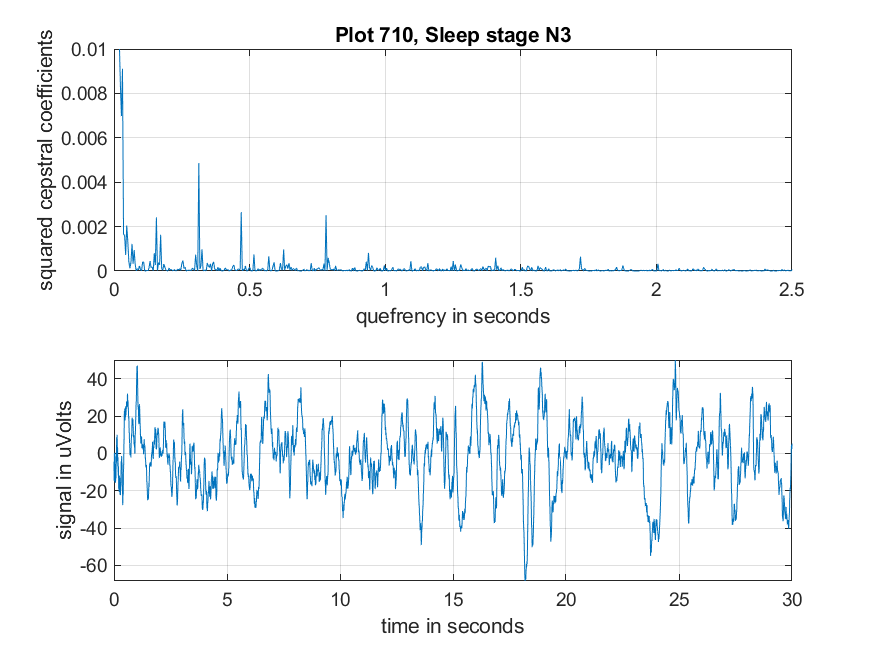 Plot 710, Sleep stage N3
squared cepstral coefficients
0.01
0.008
0.006
0.004
0.002
0
0 0.5 1 1.5 2 2.5
quefrency in seconds
signal in uVolts
40
20
0
-20
-40
-60
0 5 10 15 20 25 30
time in seconds